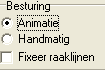 Besturing
Animatie
Handmatig
Fixeer raaklijnen